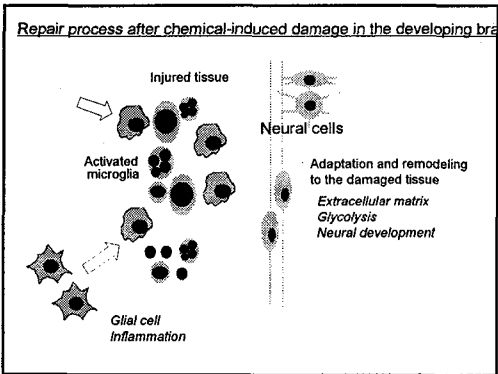 Repair process after chemical-induced damage in the developing bra
Injured tissue
Neural cells
Activated
microglia
Adaptation and remodeling
to the damaged tissue
Extracellular matrix
Glycolysis
Neural development
Glial cell
Inflammation